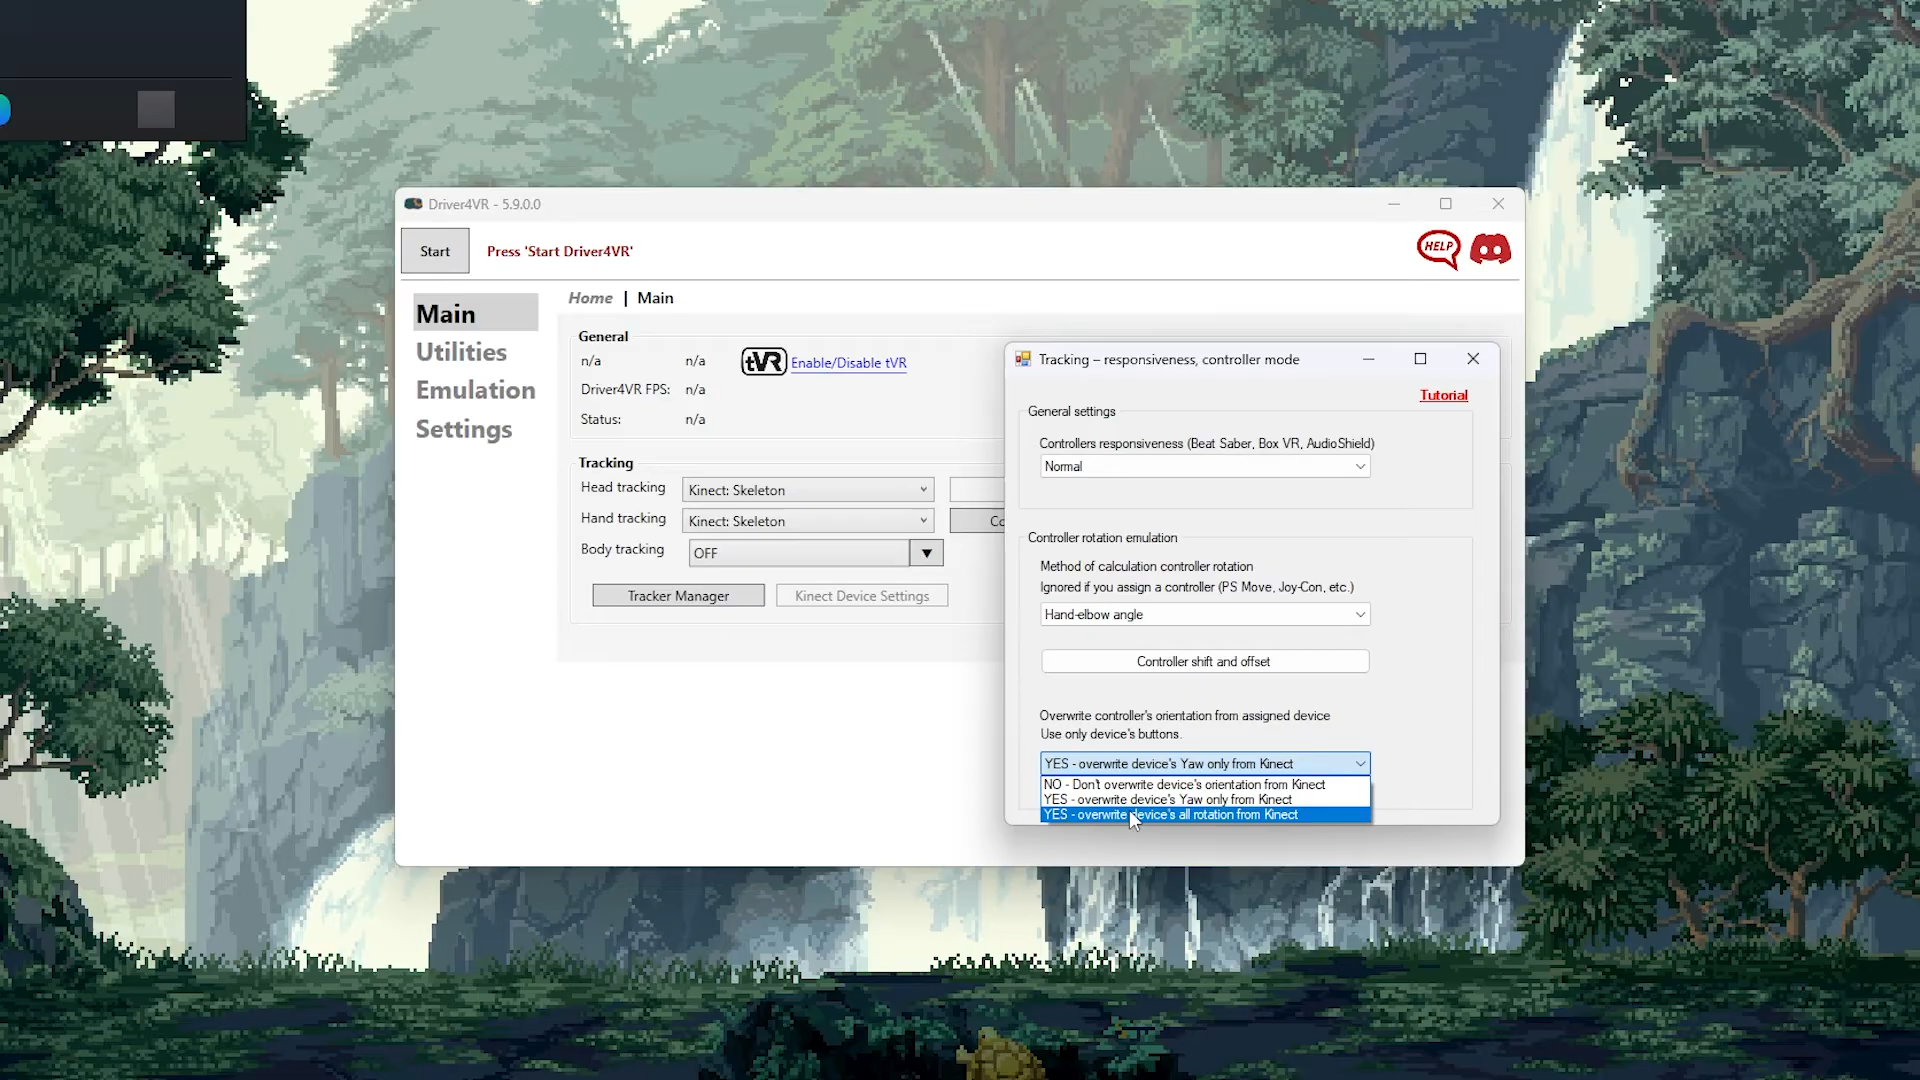 Driver4VR - 5.9.0.0
Start
Press 'Start Driver4VR'
HELP
Main
Utilities
Emulation
Settings
Home | Main
General
n/a
n/a
tVR
Enable/Disable tVR
Driver4VR FPS:
n/a
Status:
n/a
Tracking
Head tracking
Kinect: Skeleton
Hand tracking
Kinect: Skeleton
Co
Body tracking
OFF
Tracker Manager
Kinect Device Settings
Tracking – responsiveness, controller mode
Tutorial
General settings
Controllers responsiveness (Beat Saber, Box VR, AudioShield)
Normal
Controller rotation emulation
Method of calculation controller rotation
Ignored if you assign a controller (PS Move, Joy-Con, etc.)
Hand-elbow angle
Controller shift and offset
Overwrite controller's orientation from assigned device
Use only device's buttons.
YES - overwrite device's Yaw only from Kinect
NO - Don't overwrite device's orientation from Kinect
YES - overwrite device's Yaw only from Kinect
YES - overwrite device's all rotation from Kinect